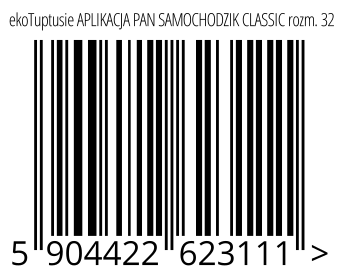 ekoTuptusie APLIKACJA PAN SAMOCHODZIK CLASSIC rozm. 32
5 904422 623111 >